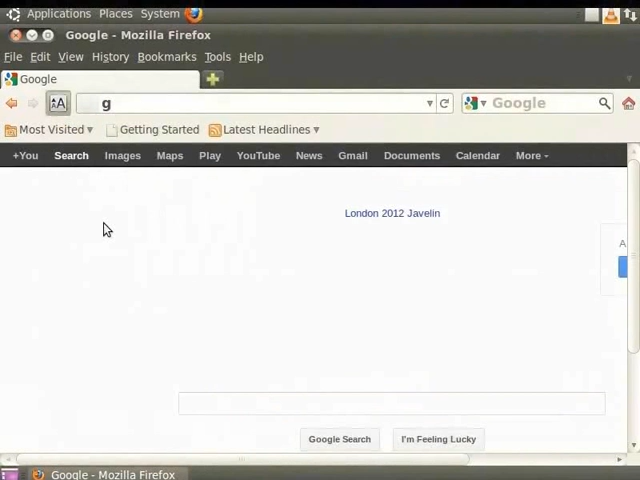 Applications Places System
Google - Mozilla Firefox
File Edit View History Bookmarks Tools Help
Google
g
Google
Most Visited Getting Started Latest Headlines
+You Search Images Maps Play YouTube News Gmail Documents Calendar More
London 2012 Javelin
A
Google Search I'm Feeling Lucky
Google - Mozilla Firefox